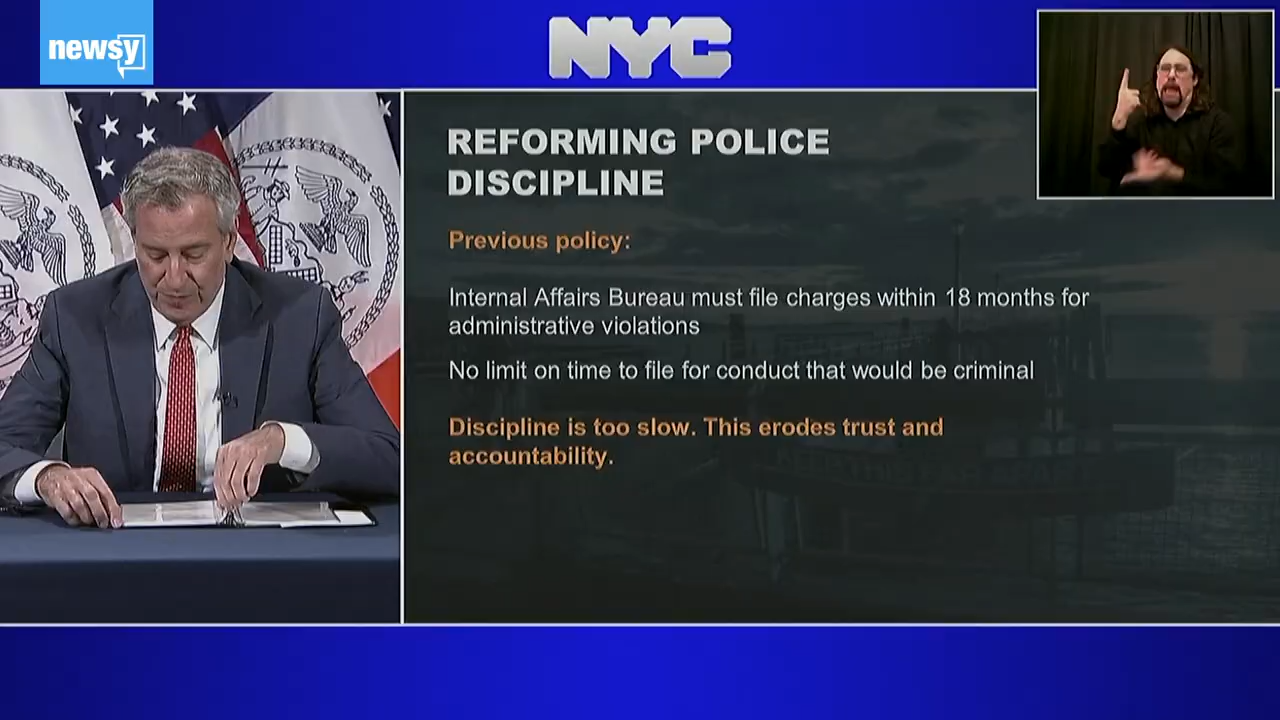 newsy
NYC
REFORMING POLICE
DISCIPLINE
Previous policy:
Internal Affairs Bureau must file charges within 18 months for
administrative violations
No limit on time to file for conduct that would be criminal
Discipline is too slow. This erodes trust and
accountability.